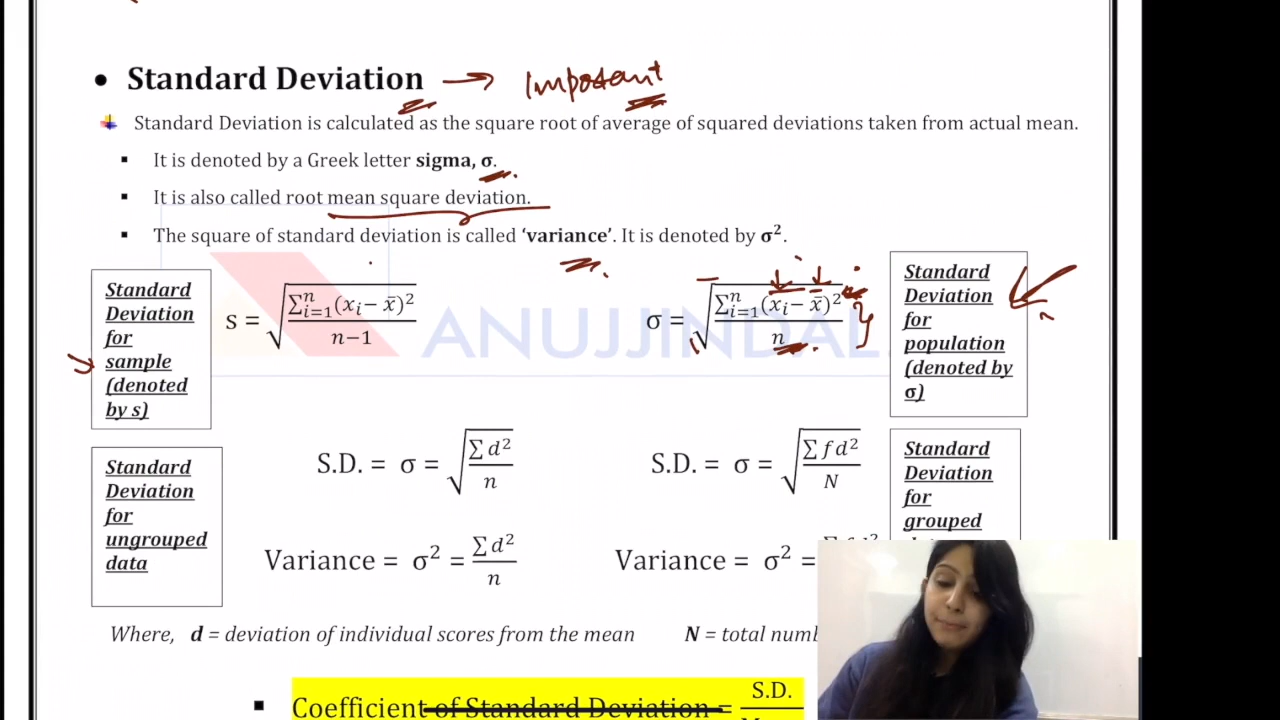 • Standard Deviation → Important
Standard Deviation is calculated as the square root of average of squared deviations taken from actual mean.
▪ It is denoted by a Greek letter sigma, σ.
▪ It is also called root mean square deviation.
▪ The square of standard deviation is called ‘variance’. It is denoted by σ².
Standard
Deviation
for
sample
(denoted
by s)
s = √(∑ⁿᵢ₌₁(xᵢ− x̄)² / n−1)
σ = √(∑ⁿᵢ₌₁(xᵢ− x̄)² / n)
Standard
Deviation
for
population
(denoted by
σ)
ANUJJINDAL
Standard
Deviation
for
ungrouped
data
S.D. = σ = √(∑ d² / n)
S.D. = σ = √(∑ fd² / N)
Standard
Deviation
for
grouped
Variance = σ² = ∑ d² / n
Variance = σ² =
Where, d = deviation of individual scores from the mean N = total numb
▪ Coefficient of Standard Deviation = S.D.